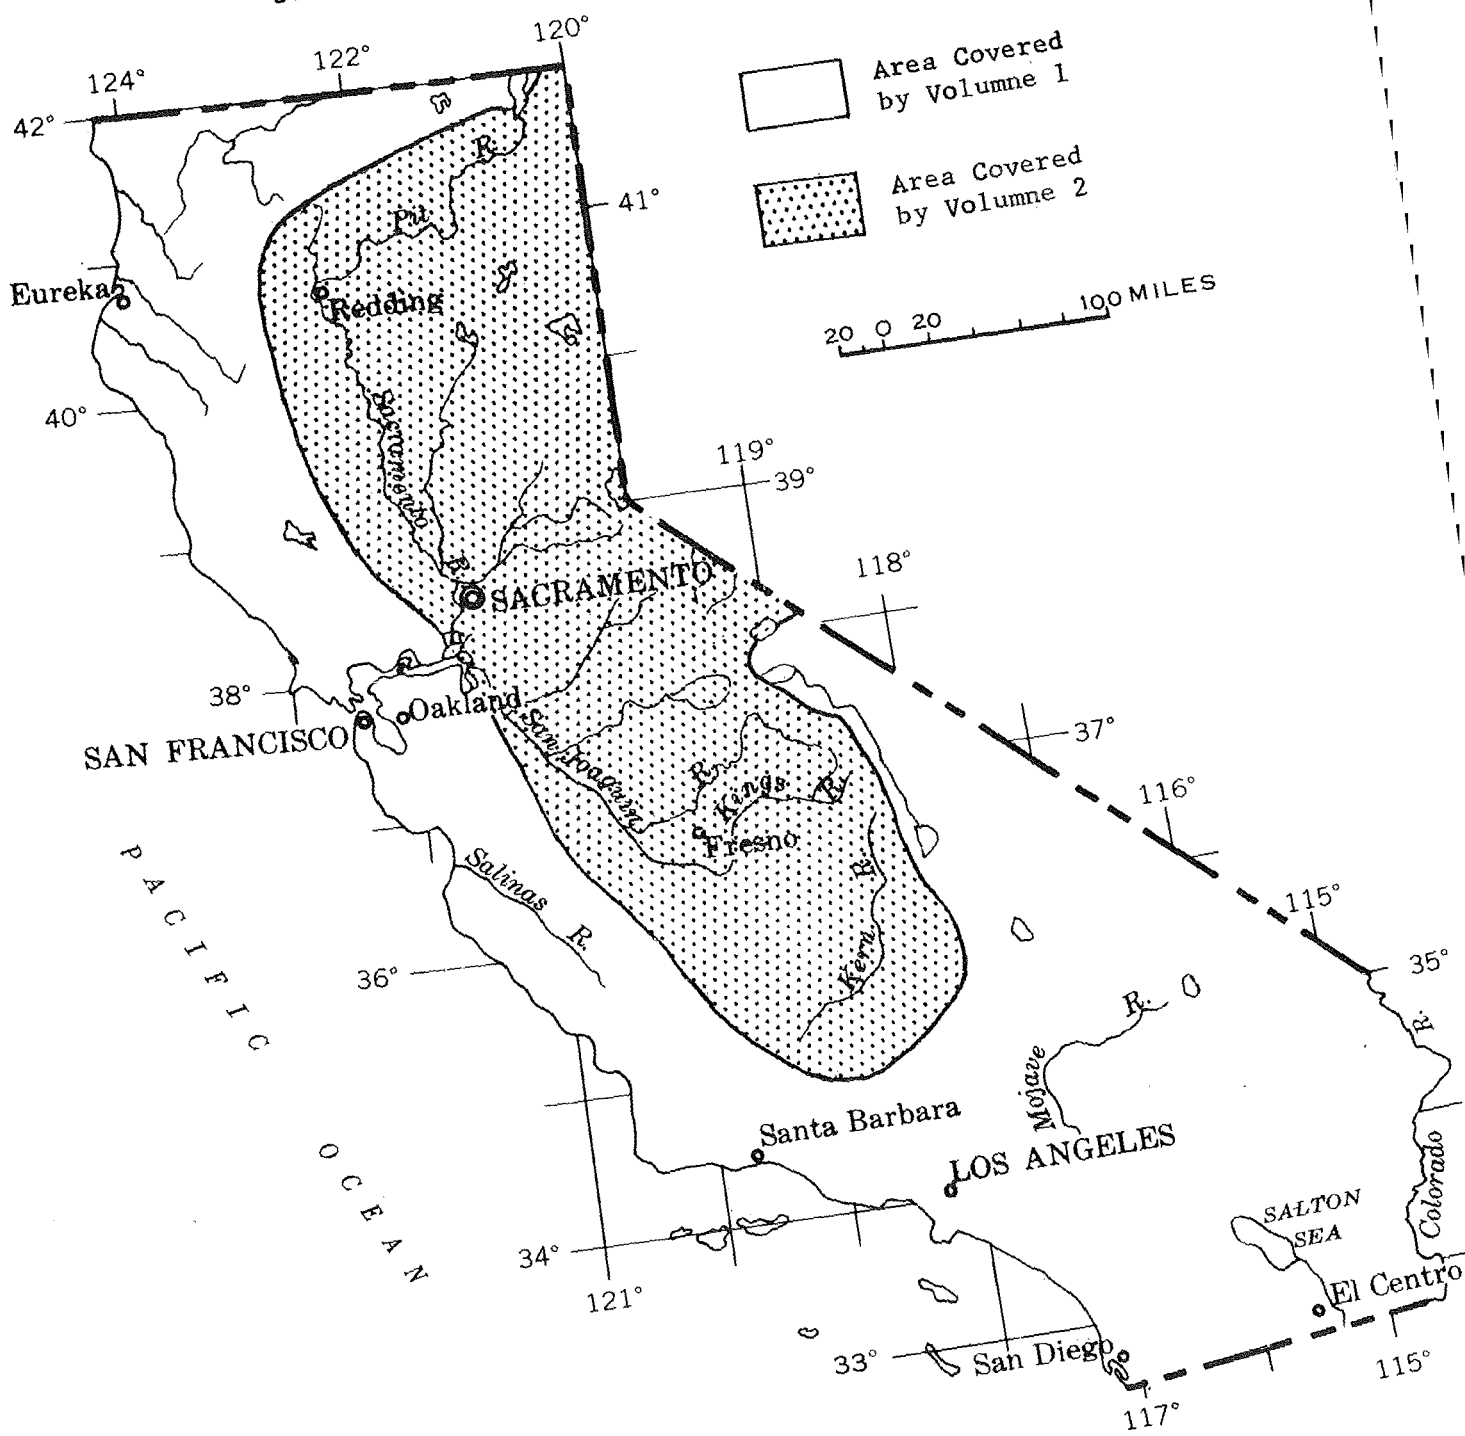 120°
122°
124°
42°
Area Covered
by Volumne 1
Area Covered
by Volumne 2
R.
Pit
41°
Eureka
Redding
20 0 20 100 MILES
40°
Sacramento
R.
119°
39°
118°
SACRAMENTO
38°
Oakland
SAN FRANCISCO
37°
San Joaquin
R.
Kings
R.
Fresno
116°
115°
35°
PACIFIC
OCEAN
Salinas
R.
Kern
R.
36°
Mojave
R.
R.
Colorado
Santa Barbara
LOS ANGELES
SALTON
SEA
El Centro
34°
121°
33°
San Diego
117°
115°